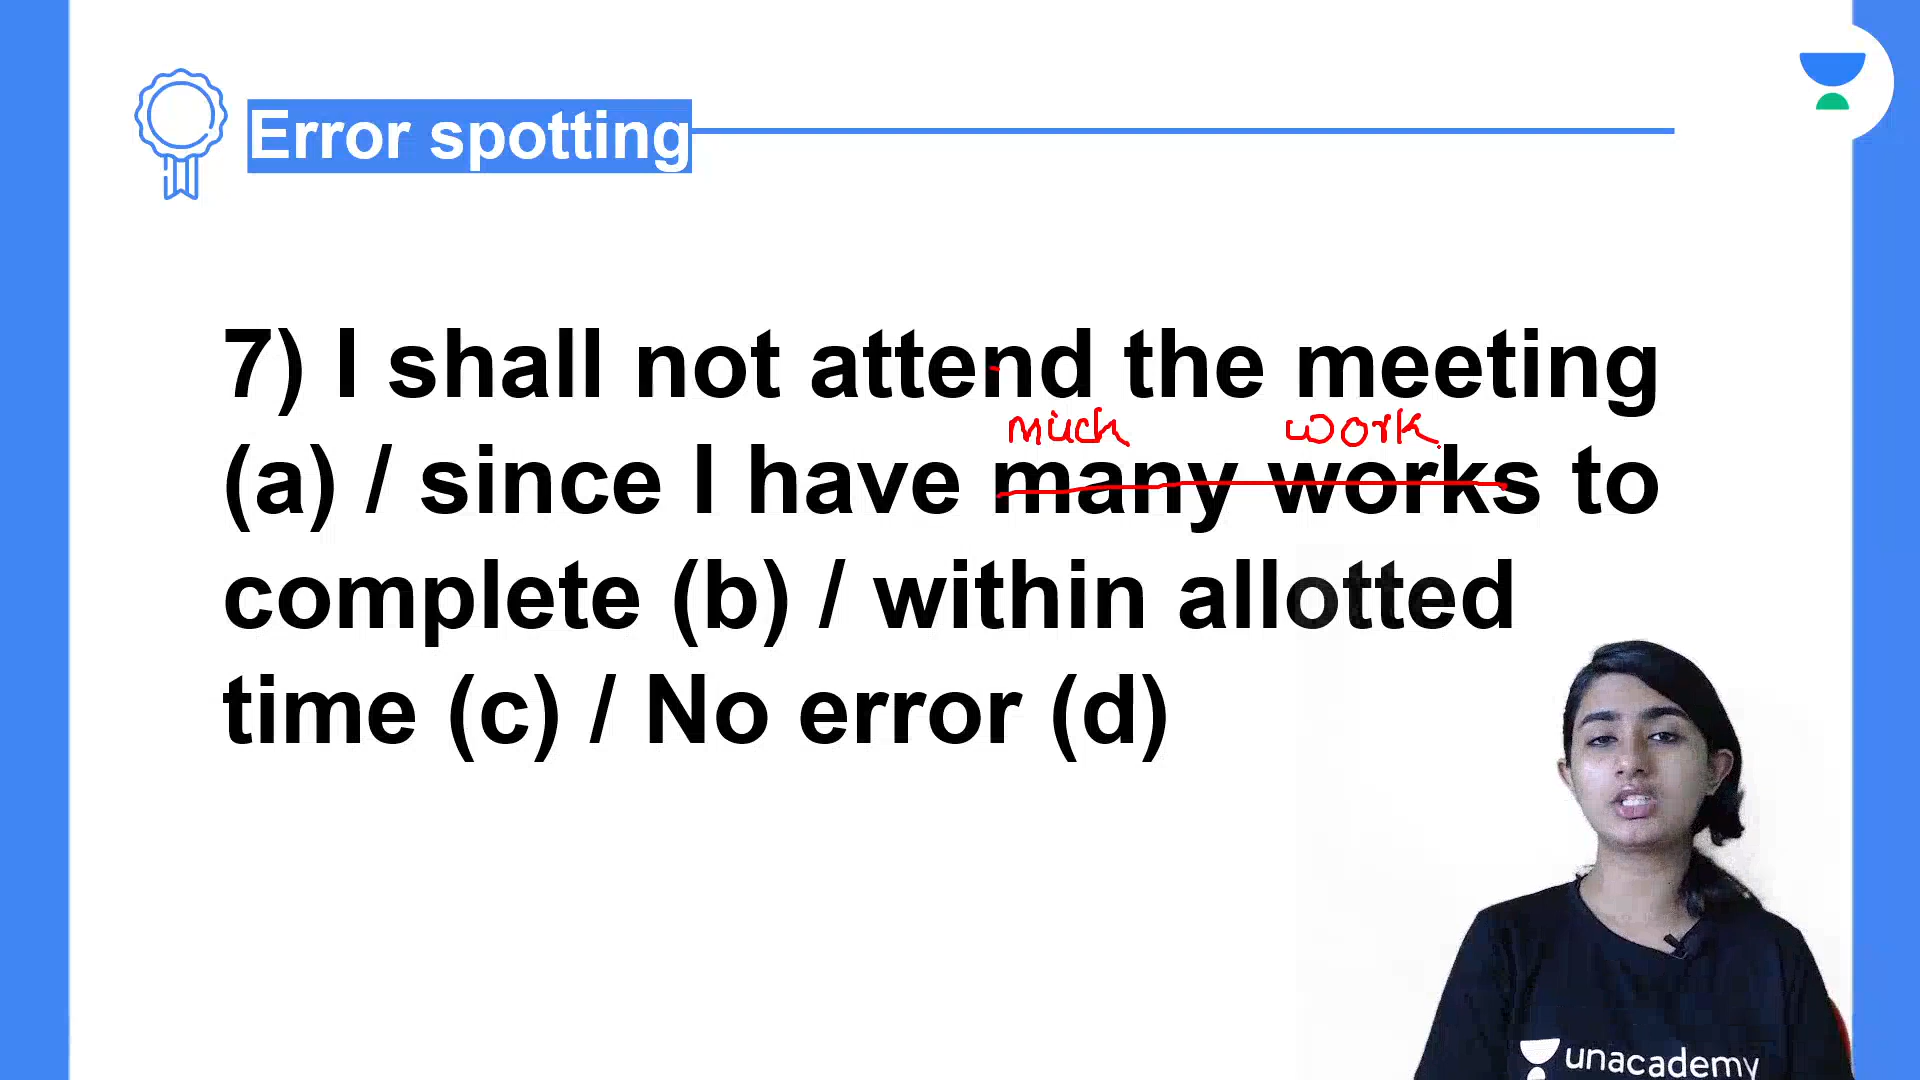 Error spotting
7) I shall not attend the meeting
much work
(a) / since I have many works to
complete (b) / within allotted
time (c) / No error (d)
unacademy